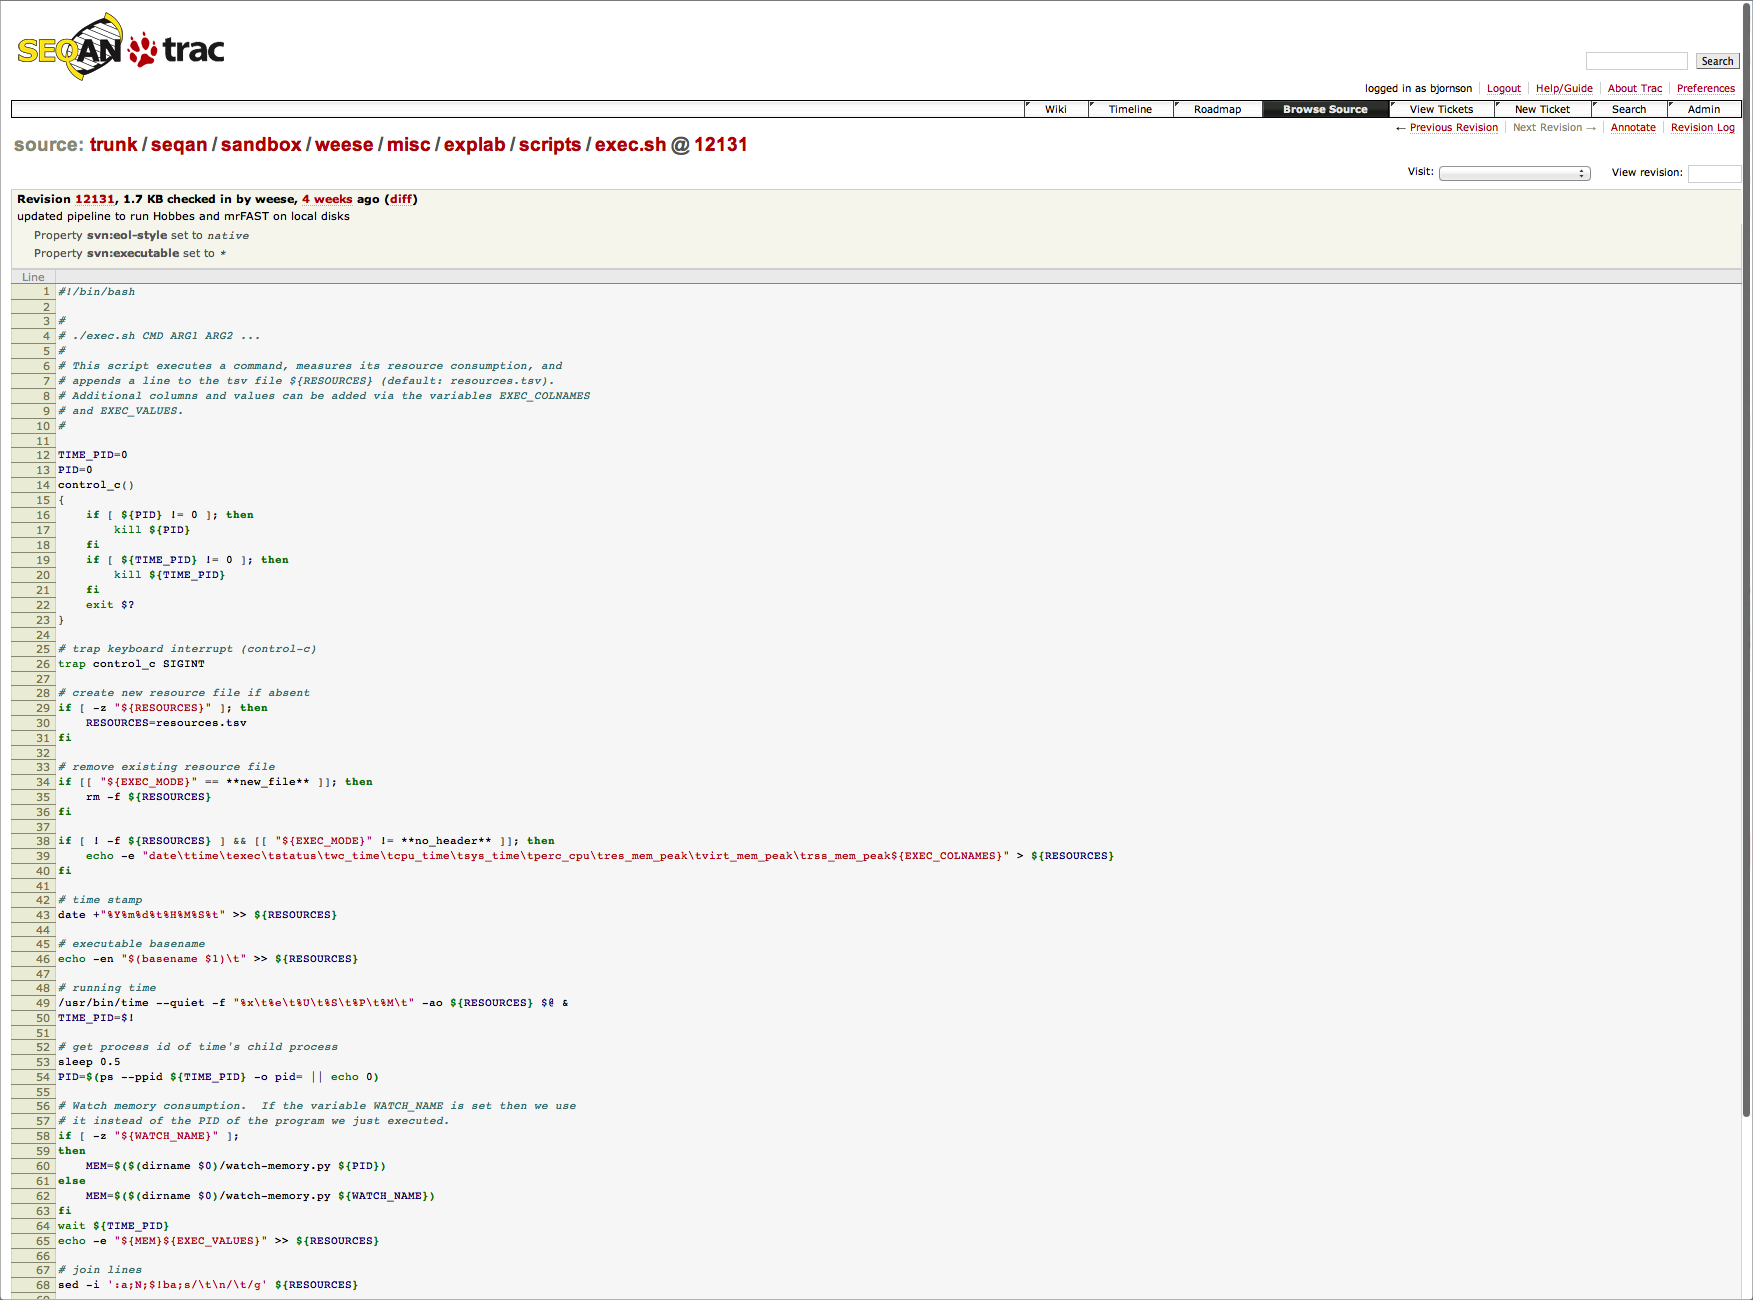 SEQAN trac
Search
logged in as bjornson Logout Help/Guide About Trac Preferences
Wiki Timeline Roadmap Browse Source View Tickets New Ticket Search Admin
← Previous Revision Next Revision → Annotate Revision Log
source: trunk / seqan / sandbox / weese / misc / explab / scripts / exec.sh @ 12131
Visit: View revision:
Revision 12131, 1.7 KB checked in by weese, 4 weeks ago (diff)
updated pipeline to run Hobbes and mrFAST on local disks
Property svn:eol-style set to native
Property svn:executable set to *
Line
1 #!/bin/bash
2
3 #
4 # ./exec.sh CMD ARG1 ARG2 ...
5 #
6 # This script executes a command, measures its resource consumption, and
7 # appends a line to the tsv file ${RESOURCES} (default: resources.tsv).
8 # Additional columns and values can be added via the variables EXEC_COLNAMES
9 # and EXEC_VALUES.
10 #
11
12 TIME_PID=0
13 PID=0
14 control_c()
15 {
16     if [ ${PID} != 0 ]; then
17         kill ${PID}
18     fi
19     if [ ${TIME_PID} != 0 ]; then
20         kill ${TIME_PID}
21     fi
22     exit $?
23 }
24
25 # trap keyboard interrupt (control-c)
26 trap control_c SIGINT
27
28 # create new resource file if absent
29 if [ -z "${RESOURCES}" ]; then
30     RESOURCES=resources.tsv
31 fi
32
33 # remove existing resource file
34 if [[ "${EXEC_MODE}" == **new_file** ]]; then
35     rm -f ${RESOURCES}
36 fi
37
38 if [ ! -f ${RESOURCES} ] && [[ "${EXEC_MODE}" != **no_header** ]]; then
39     echo -e "date\ttime\texec\tstatus\twc_time\tcpu_time\tsys_time\tperc_cpu\tres_mem_peak\tvirt_mem_peak\trss_mem_peak${EXEC_COLNAMES}" > ${RESOURCES}
40 fi
41
42 # time stamp
43 date +"%Y%m%d%t%H%M%S%t" >> ${RESOURCES}
44
45 # executable basename
46 echo -en "$(basename $1)\t" >> ${RESOURCES}
47
48 # running time
49 /usr/bin/time --quiet -f "%x\t%e\t%U\t%S\t%P\t%M\t" -ao ${RESOURCES} $@ &
50 TIME_PID=$!
51
52 # get process id of time's child process
53 sleep 0.5
54 PID=$(ps --ppid ${TIME_PID} -o pid= || echo 0)
55
56 # Watch memory consumption.  If the variable WATCH_NAME is set then we use
57 # it instead of the PID of the program we just executed.
58 if [ -z "${WATCH_NAME}" ];
59 then
60     MEM=$($(dirname $0)/watch-memory.py ${PID})
61 else
62     MEM=$($(dirname $0)/watch-memory.py ${WATCH_NAME})
63 fi
64 wait ${TIME_PID}
65 echo -e "${MEM}${EXEC_VALUES}" >> ${RESOURCES}
66
67 # join lines
68 sed -i ':a;N;$!ba;s/\t\n/\t/g' ${RESOURCES}